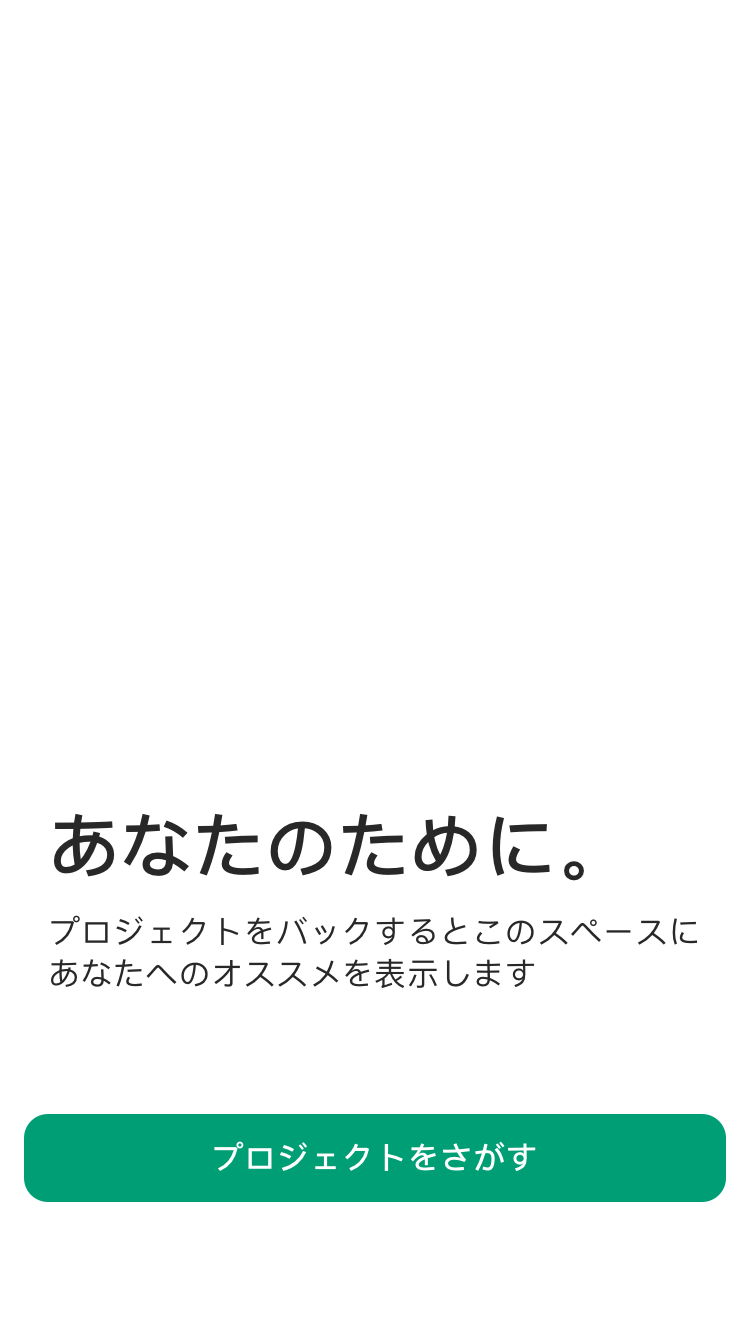 あなたのために。
プロジェクトをバックするとこのスペースに
あなたへのオススメを表示します
プロジェクトをさがす